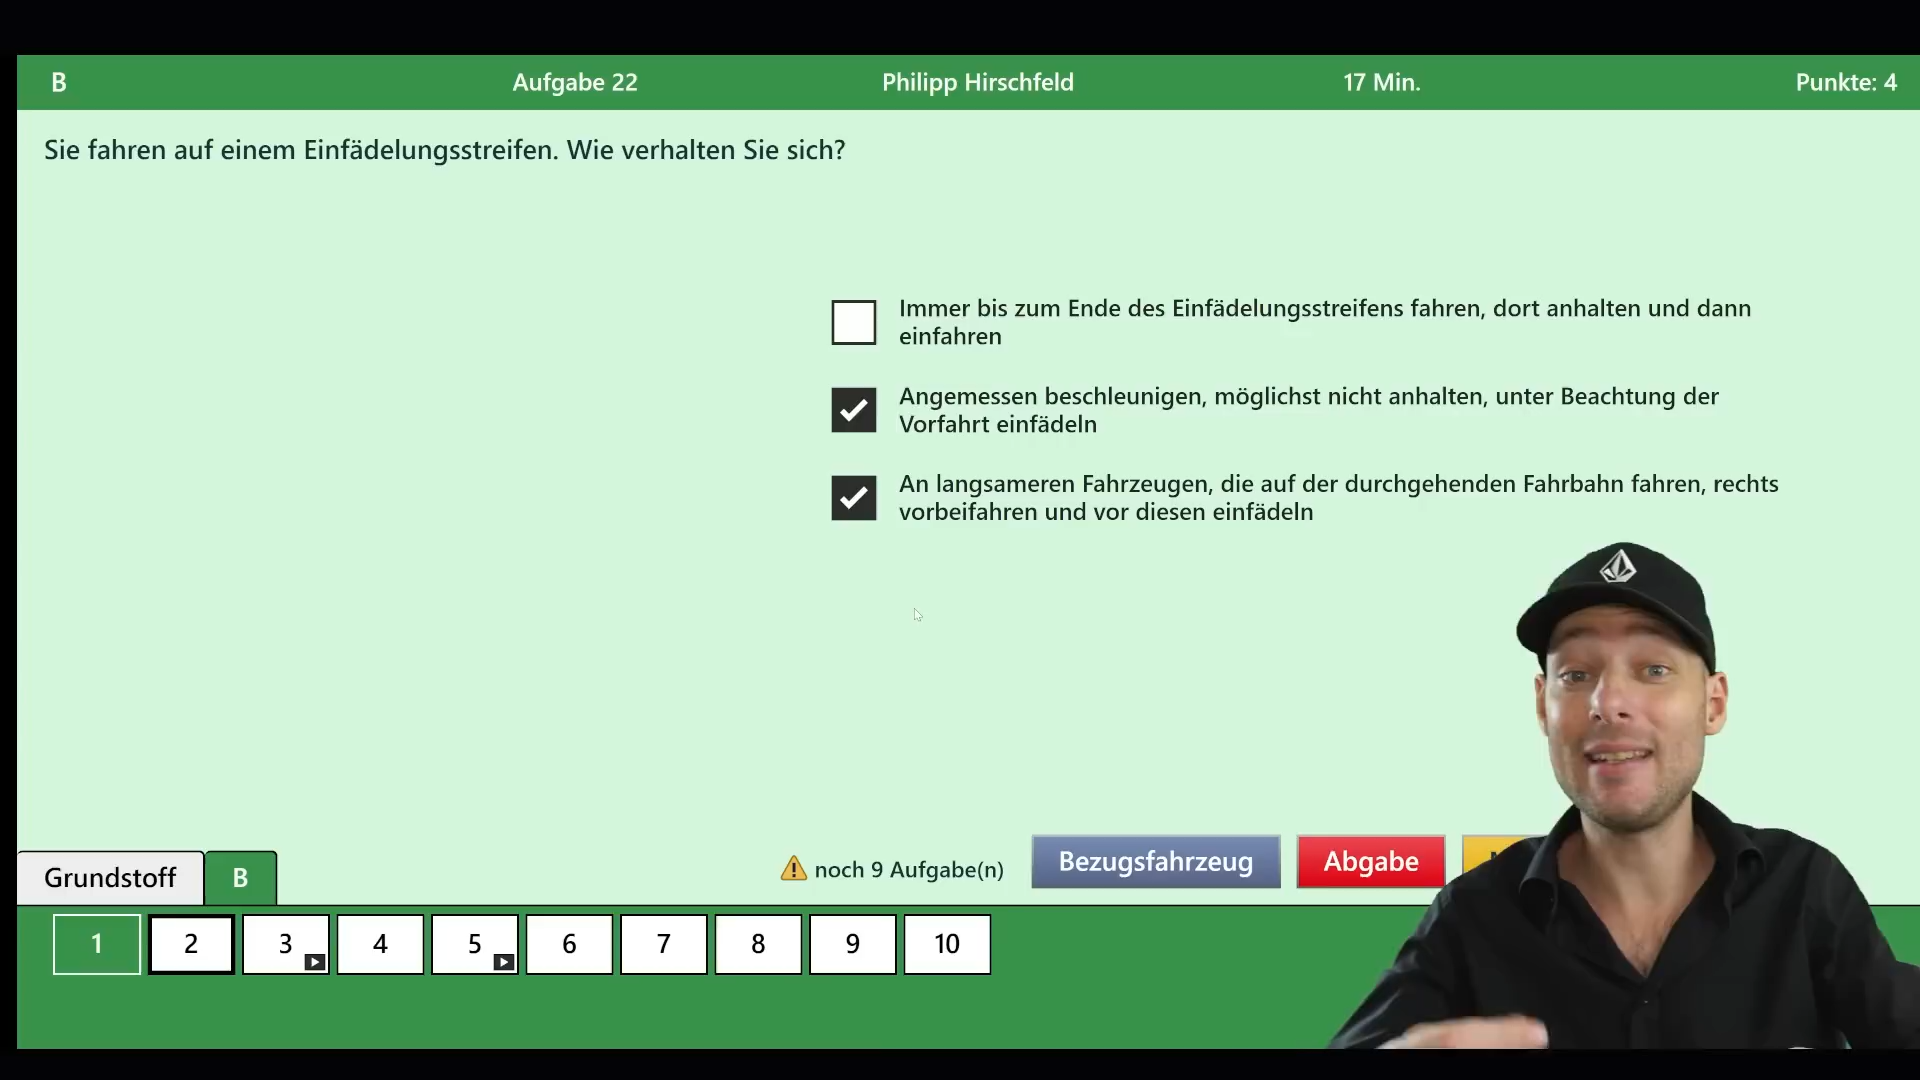 B
Aufgabe 22
Philipp Hirschfeld
17 Min.
Punkte: 4
Sie fahren auf einem Einfädelungsstreifen. Wie verhalten Sie sich?
Immer bis zum Ende des Einfädelungsstreifens fahren, dort anhalten und dann
einfahren
Angemessen beschleunigen, möglichst nicht anhalten, unter Beachtung der
Vorfahrt einfädeln
An langsameren Fahrzeugen, die auf der durchgehenden Fahrbahn fahren, rechts
vorbeifahren und vor diesen einfädeln
Grundstoff
B
noch 9 Aufgabe(n)
Bezugsfahrzeug
Abgabe
1
2
3
4
5
6
7
8
9
10